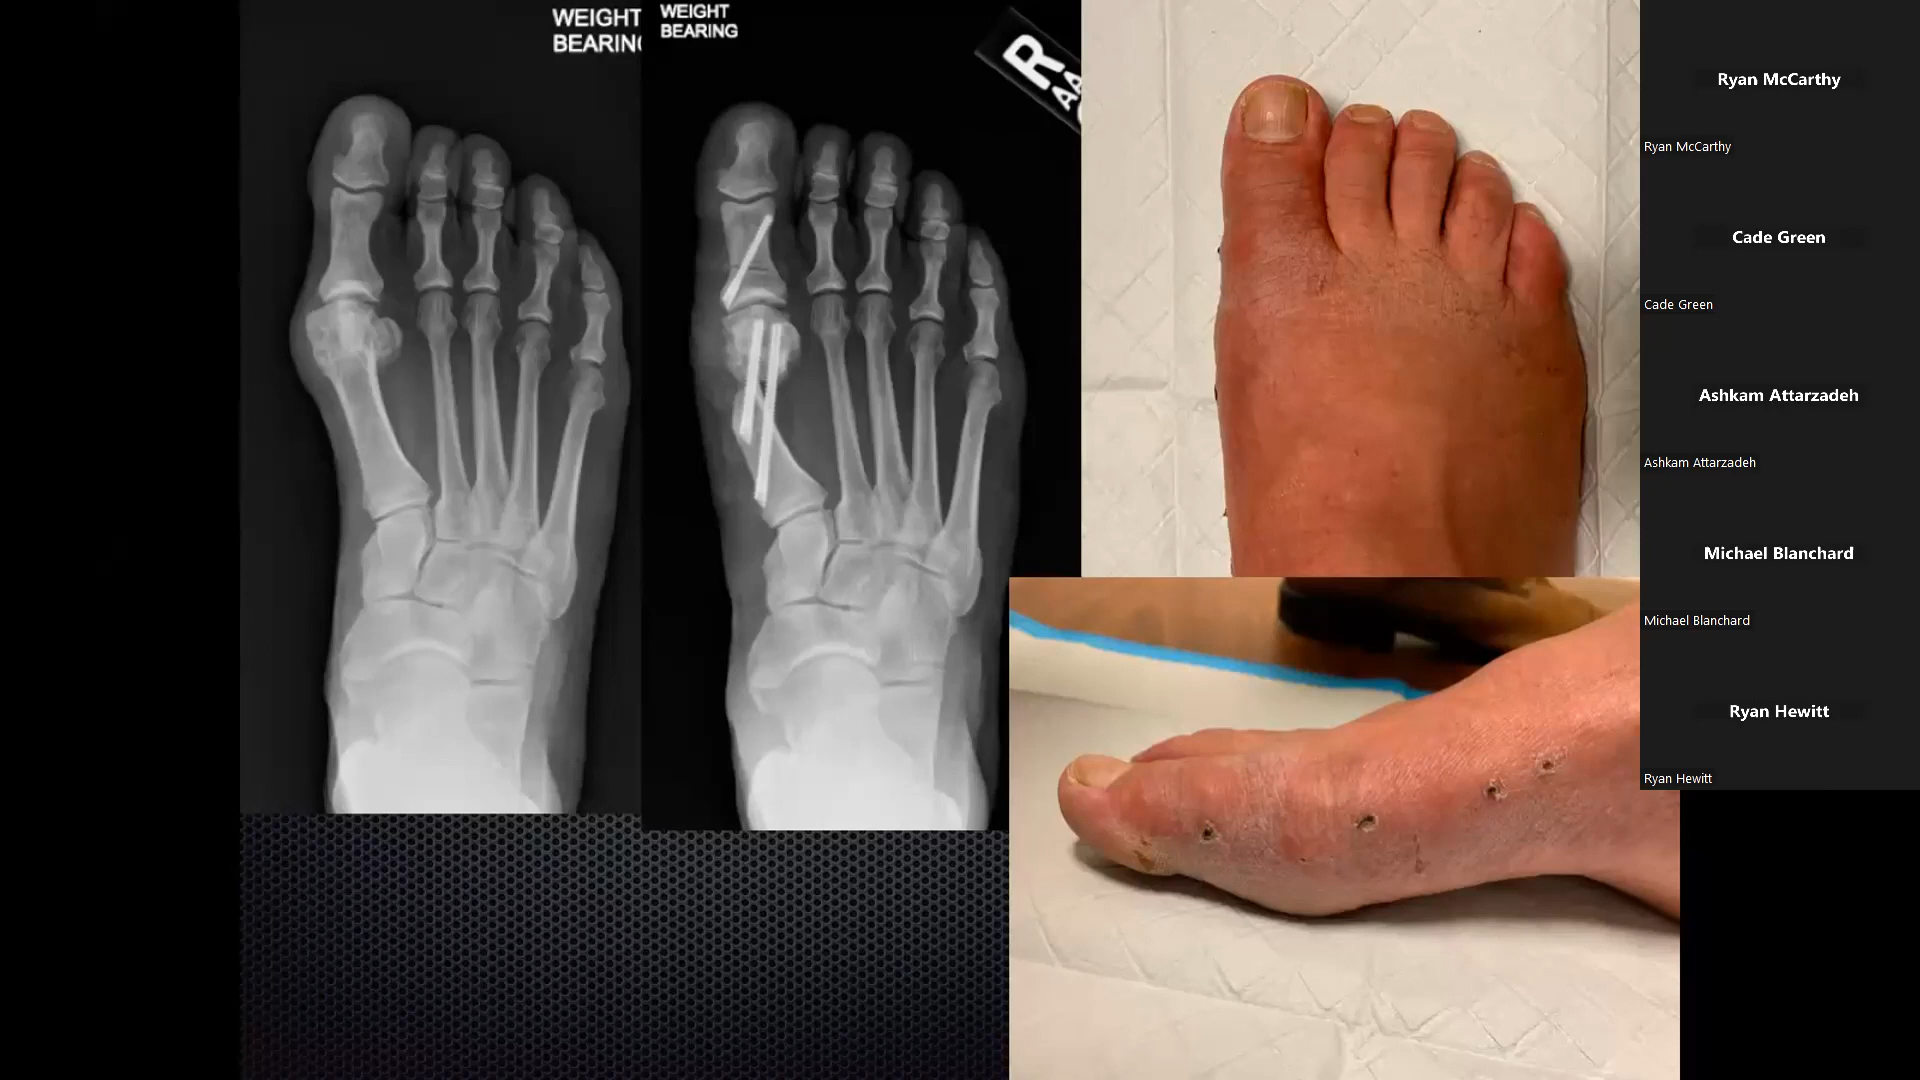 WEIGHT
BEARING
WEIGHT
BEARING
R
AA
Ryan McCarthy
Ryan McCarthy
Cade Green
Cade Green
Ashkam Attarzadeh
Ashkam Attarzadeh
Michael Blanchard
Michael Blanchard
Ryan Hewitt
Ryan Hewitt